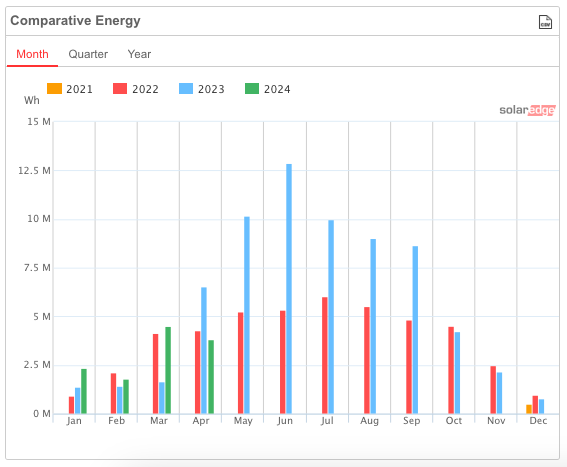 Comparative Energy
CSV
Month Quarter Year
2021 2022 2023 2024
Wh
solaredge
15 M
12.5 M
10 M
7.5 M
5 M
2.5 M
0 M
Jan Feb Mar Apr May Jun Jul Aug Sep Oct Nov Dec